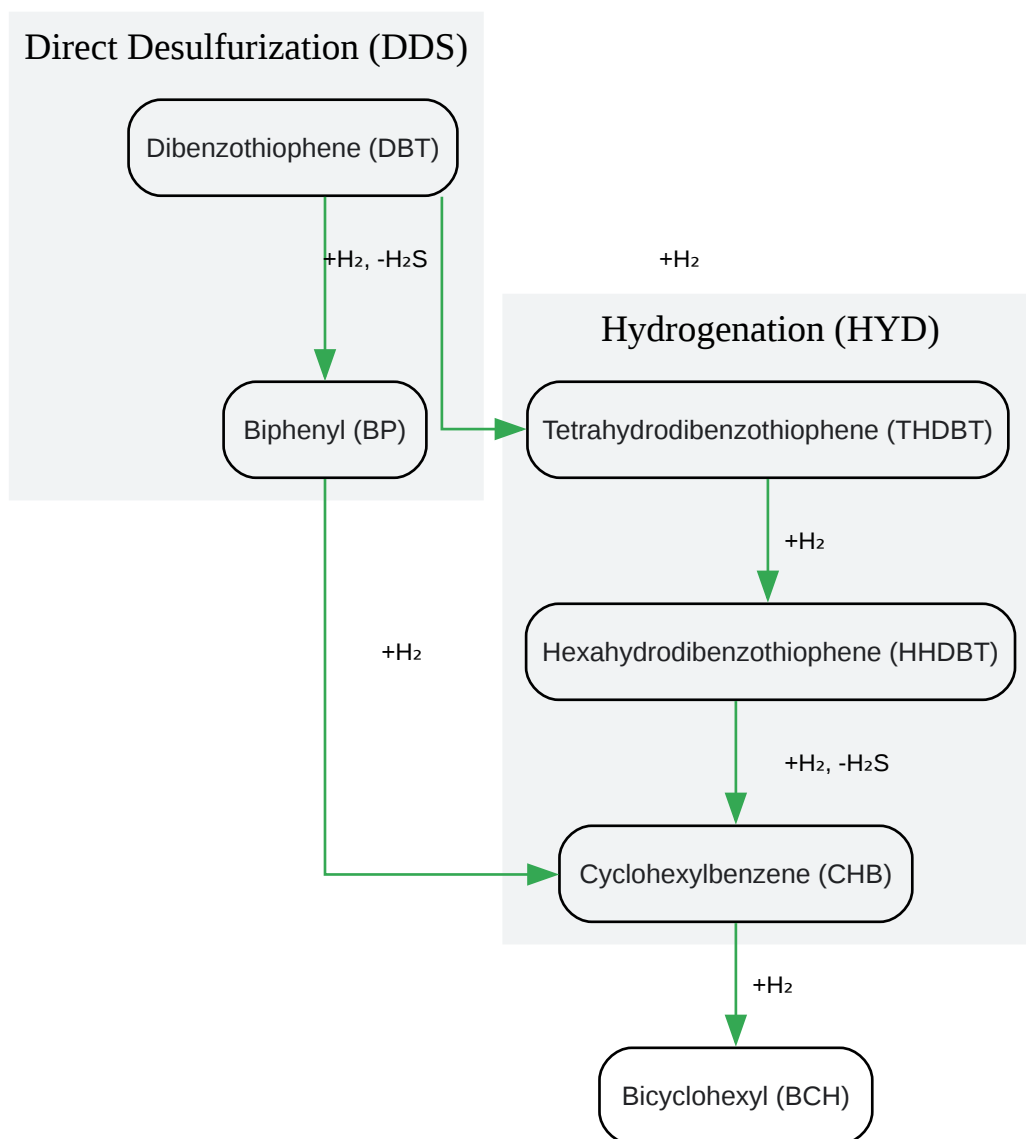 Direct Desulfurization (DDS)
Dibenzothiophene (DBT)
+H₂, -H₂S
+H₂
Hydrogenation (HYD)
Biphenyl (BP)
Tetrahydrodibenzothiophene (THDBT)
+H₂
+H₂
Hexahydrodibenzothiophene (HHDBT)
+H₂, -H₂S
Cyclohexylbenzene (CHB)
+H₂
Bicyclohexyl (BCH)